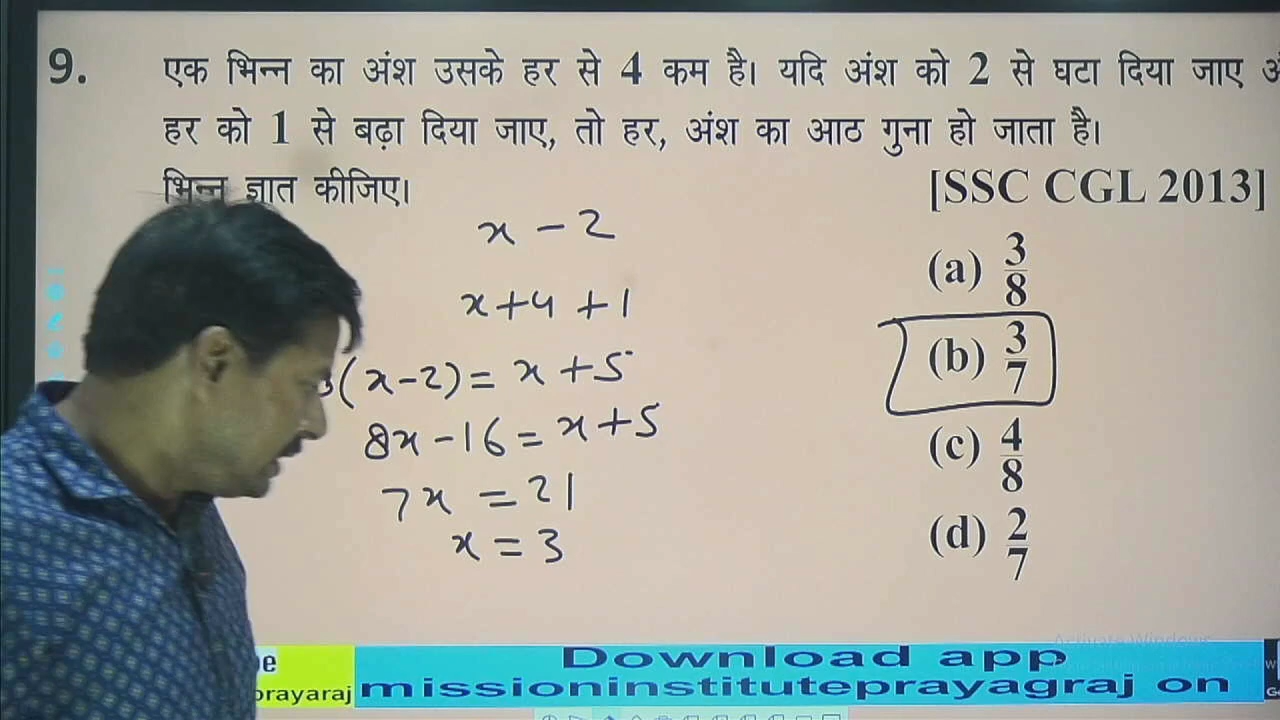 9. एक भिन्न का अंश उसके हर से 4 कम है। यदि अंश को 2 से घटा दिया जाए
हर को 1 से बढ़ा दिया जाए, तो हर, अंश का आठ गुना हो जाता है।
भिन्न ज्ञात कीजिए। [SSC CGL 2013]
x - 2
x+4 +1
(x-2) = x+5
8x-16 = x+5
7x = 21
x = 3
(a) 3/8
(b) 3/7
(c) 4/8
(d) 2/7
Activate Windows
Download app
prayaraj missioninstituteprayagraj on